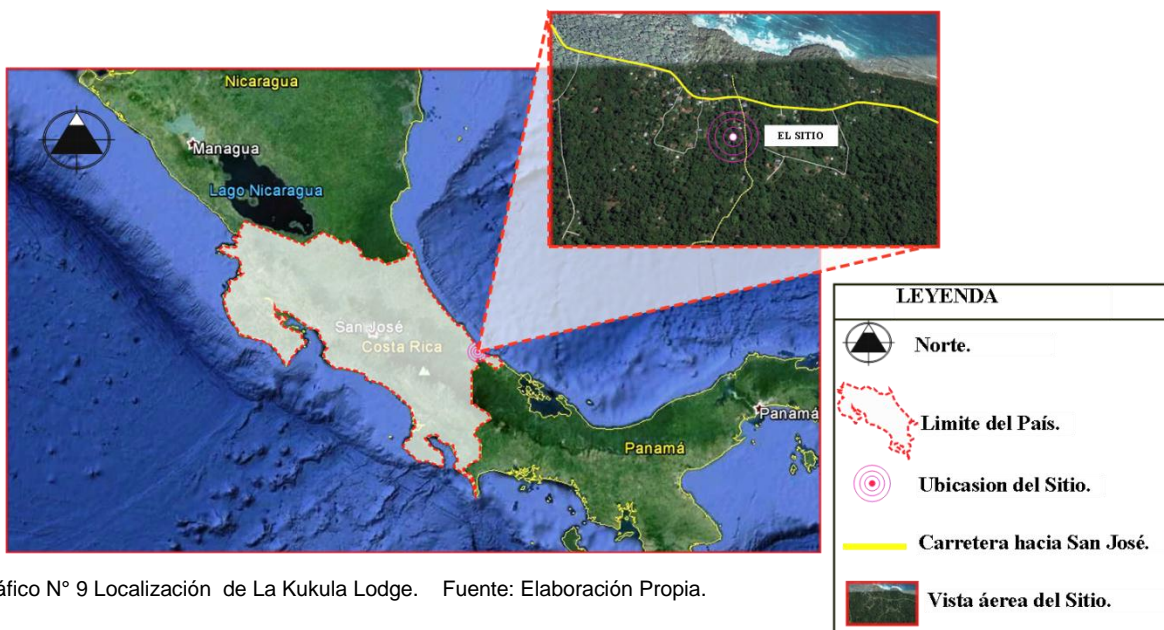 Nicaragua
Managua
Lago Nicaragua
San José
Costa Rica
Panamá
Panamá
EL SITIO
LEYENDA
Norte.
Limite del País.
Ubicasion del Sitio.
Carretera hacia San José.
Vista áerea del Sitio.
áfico N° 9 Localización de La Kukula Lodge. Fuente: Elaboración Propia.